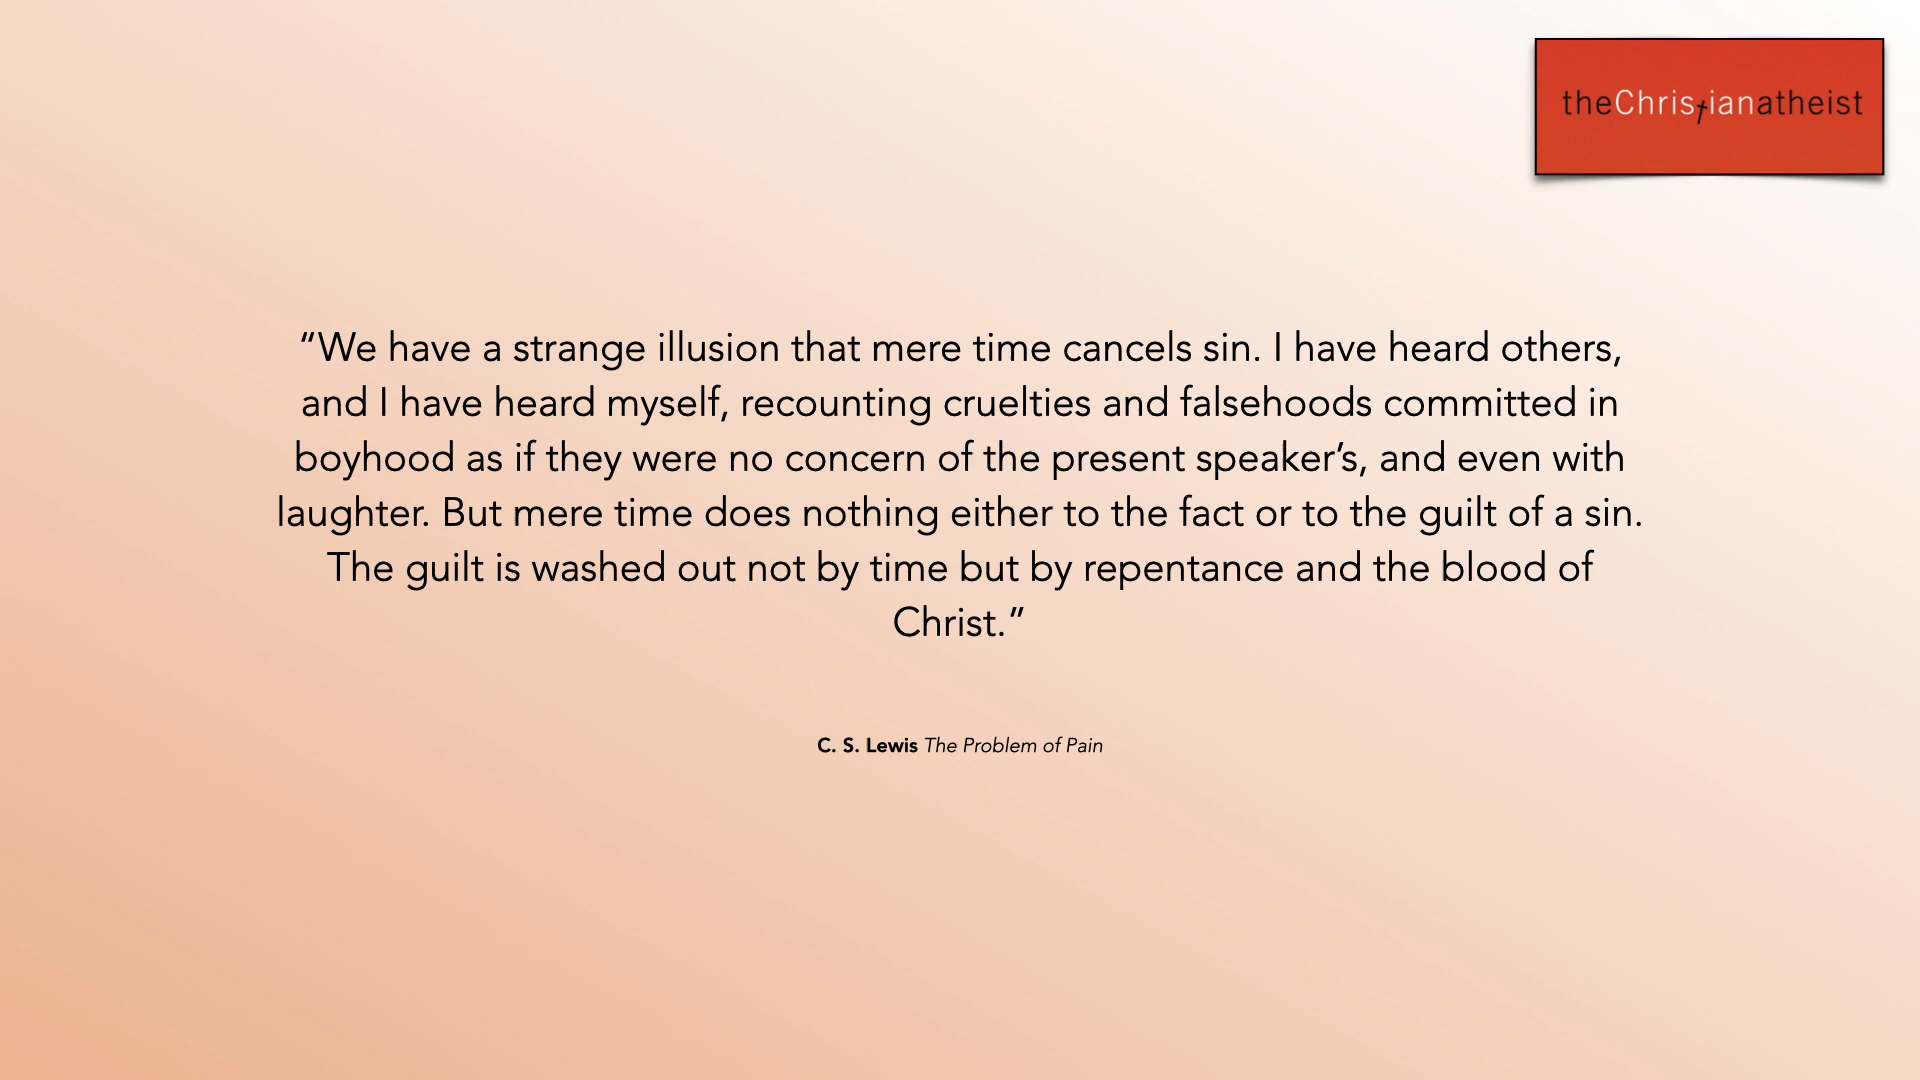 theChristianatheist
“We have a strange illusion that mere time cancels sin. I have heard others,
and I have heard myself, recounting cruelties and falsehoods committed in
boyhood as if they were no concern of the present speaker’s, and even with
laughter. But mere time does nothing either to the fact or to the guilt of a sin.
The guilt is washed out not by time but by repentance and the blood of
Christ.”
C. S. Lewis The Problem of Pain